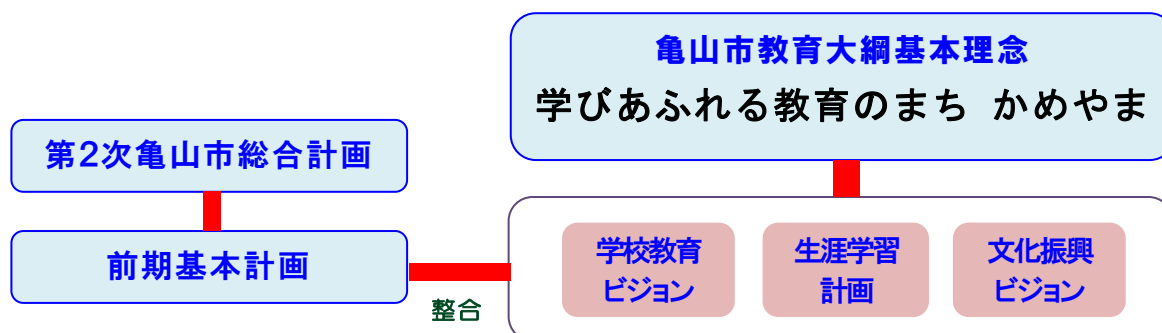 亀山市教育大綱基本理念
学びあふれる教育のまち かめやま
第2次亀山市総合計画
前期基本計画
整合
学校教育
ビジョン
生涯学習
計画
文化振興
ビジョン